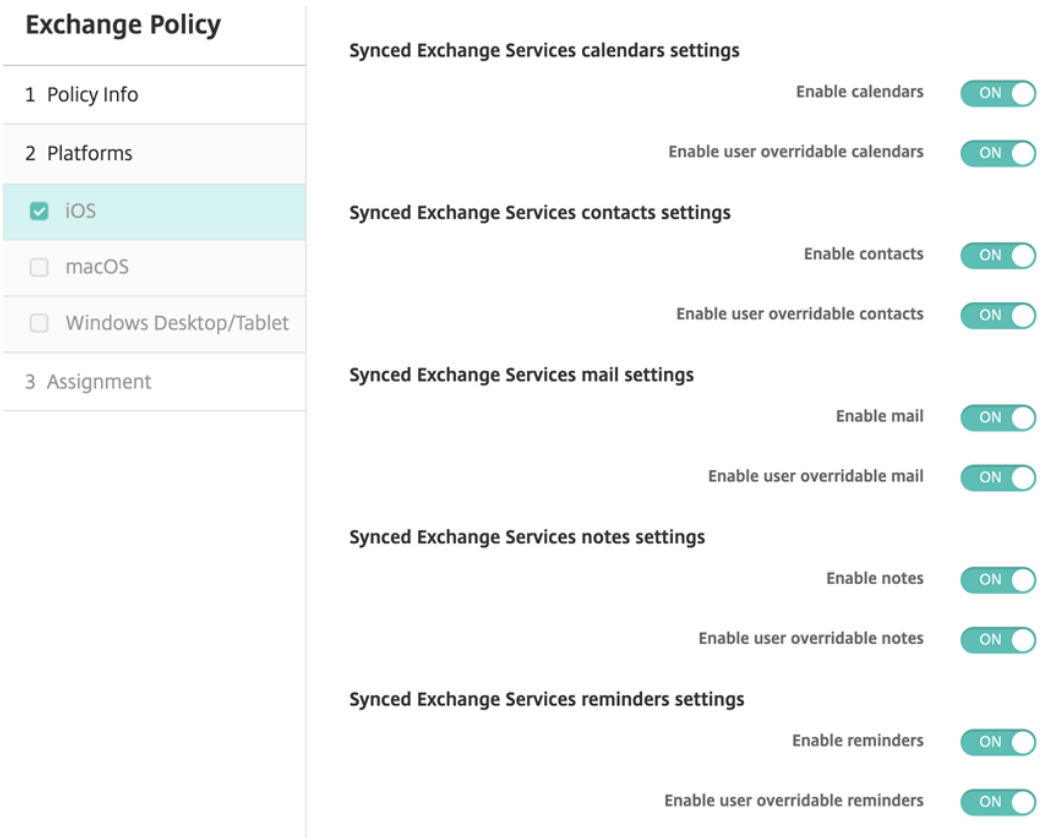 Exchange Policy
1 Policy Info
2 Platforms
iOS
macOS
Windows Desktop/Tablet
3 Assignment
Synced Exchange Services calendars settings
Enable calendars ON
Enable user overridable calendars ON
Synced Exchange Services contacts settings
Enable contacts ON
Enable user overridable contacts ON
Synced Exchange Services mail settings
Enable mail ON
Enable user overridable mail ON
Synced Exchange Services notes settings
Enable notes ON
Enable user overridable notes ON
Synced Exchange Services reminders settings
Enable reminders ON
Enable user overridable reminders ON